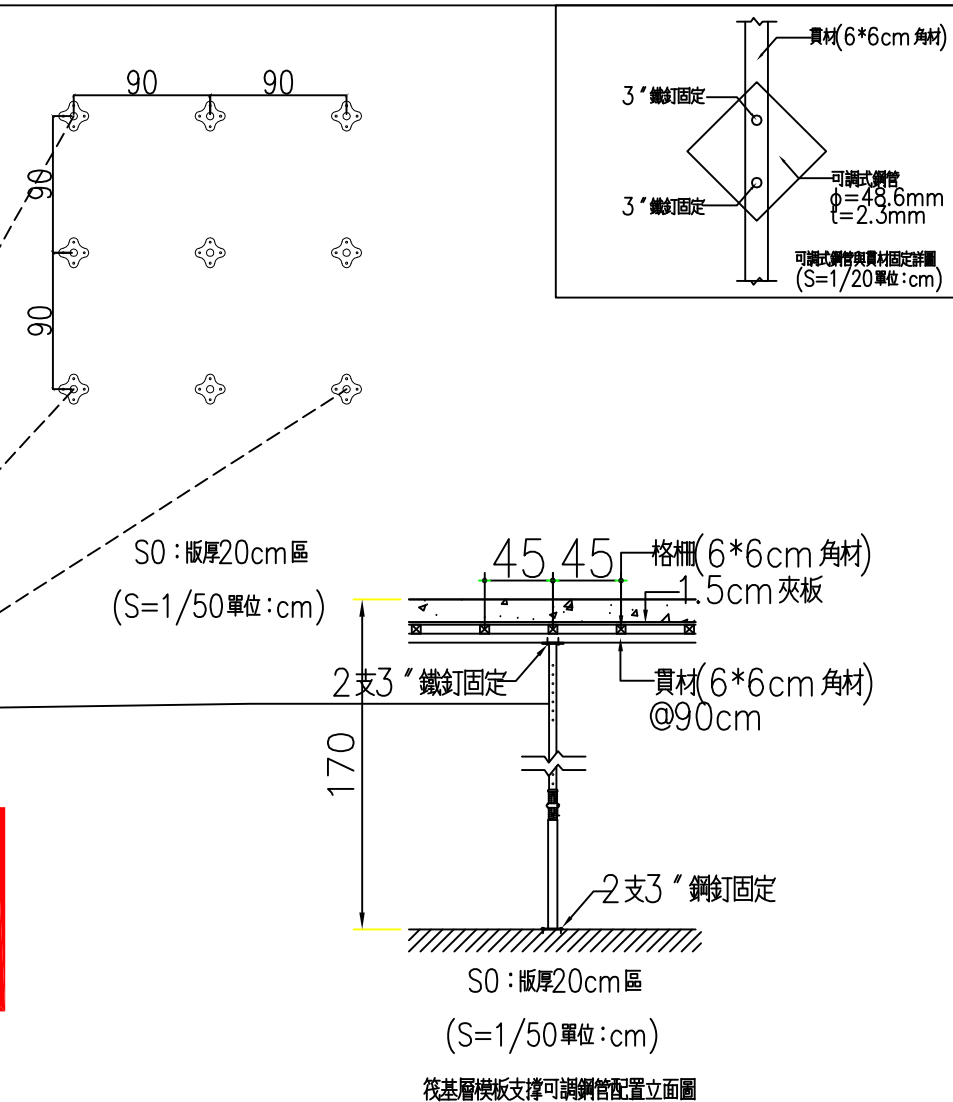 90
90
90
90
S0：版厚20cm區
(S=1/50單位：cm)
貫材(6*6cm 角材)
3〞鐵釘固定
3〞鐵釘固定
可調式鋼管
ϕ=48.6mm
t=2.3mm
可調式鋼管與貫材固定詳圖
(S=1/20單位：cm)
45
45
格柵(6*6cm 角材)
1.5cm 夾板
2支3〞鐵釘固定
貫材(6*6cm 角材)
@90cm
170
2支3〞鋼釘固定
S0：版厚20cm區
(S=1/50單位：cm)
筏基層模板支撐可調鋼管配置立面圖